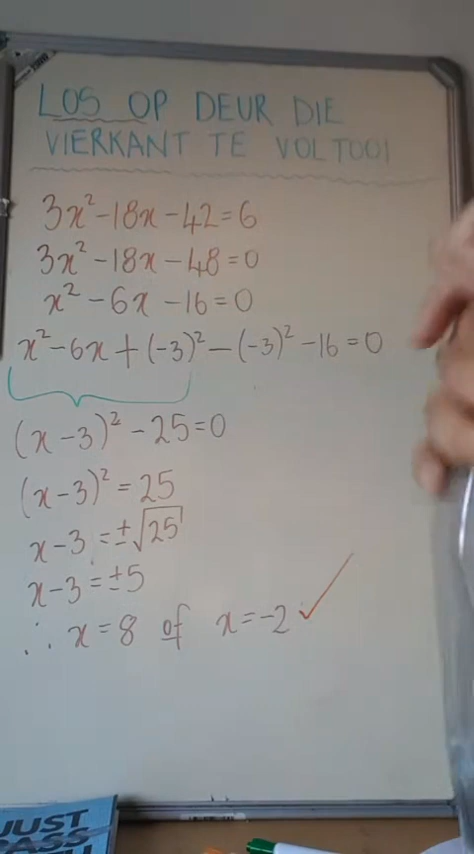 LOS OP DEUR DIE
VIERKANT TE VOLTOOI
3x² - 18x - 42 = 6
3x² - 18x - 48 = 0
x² - 6x - 16 = 0
x² - 6x + (-3)² - (-3)² - 16 = 0
(x - 3)² - 25 = 0
(x - 3)² = 25
x - 3 = ±√25
x - 3 = ±5
∴ x = 8 of x = -2 ✓
JUST
PASS